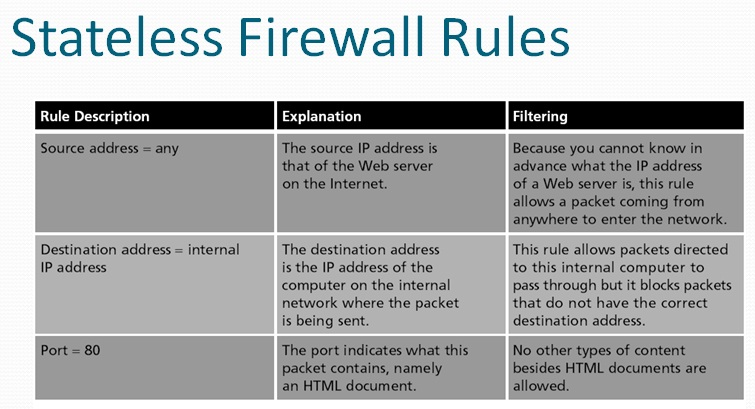 Stateless Firewall Rules
Rule Description
Explanation
Filtering
Source address = any
The source IP address is
that of the Web server
on the Internet.
Because you cannot know in
advance what the IP address
of a Web server is, this rule
allows a packet coming from
anywhere to enter the network.
Destination address = internal
IP address
The destination address
is the IP address of the
computer on the internal
network where the packet
is being sent.
This rule allows packets directed
to this internal computer to
pass through but it blocks packets
that do not have the correct
destination address.
Port = 80
The port indicates what this
packet contains, namely
an HTML document.
No other types of content
besides HTML documents are
allowed.